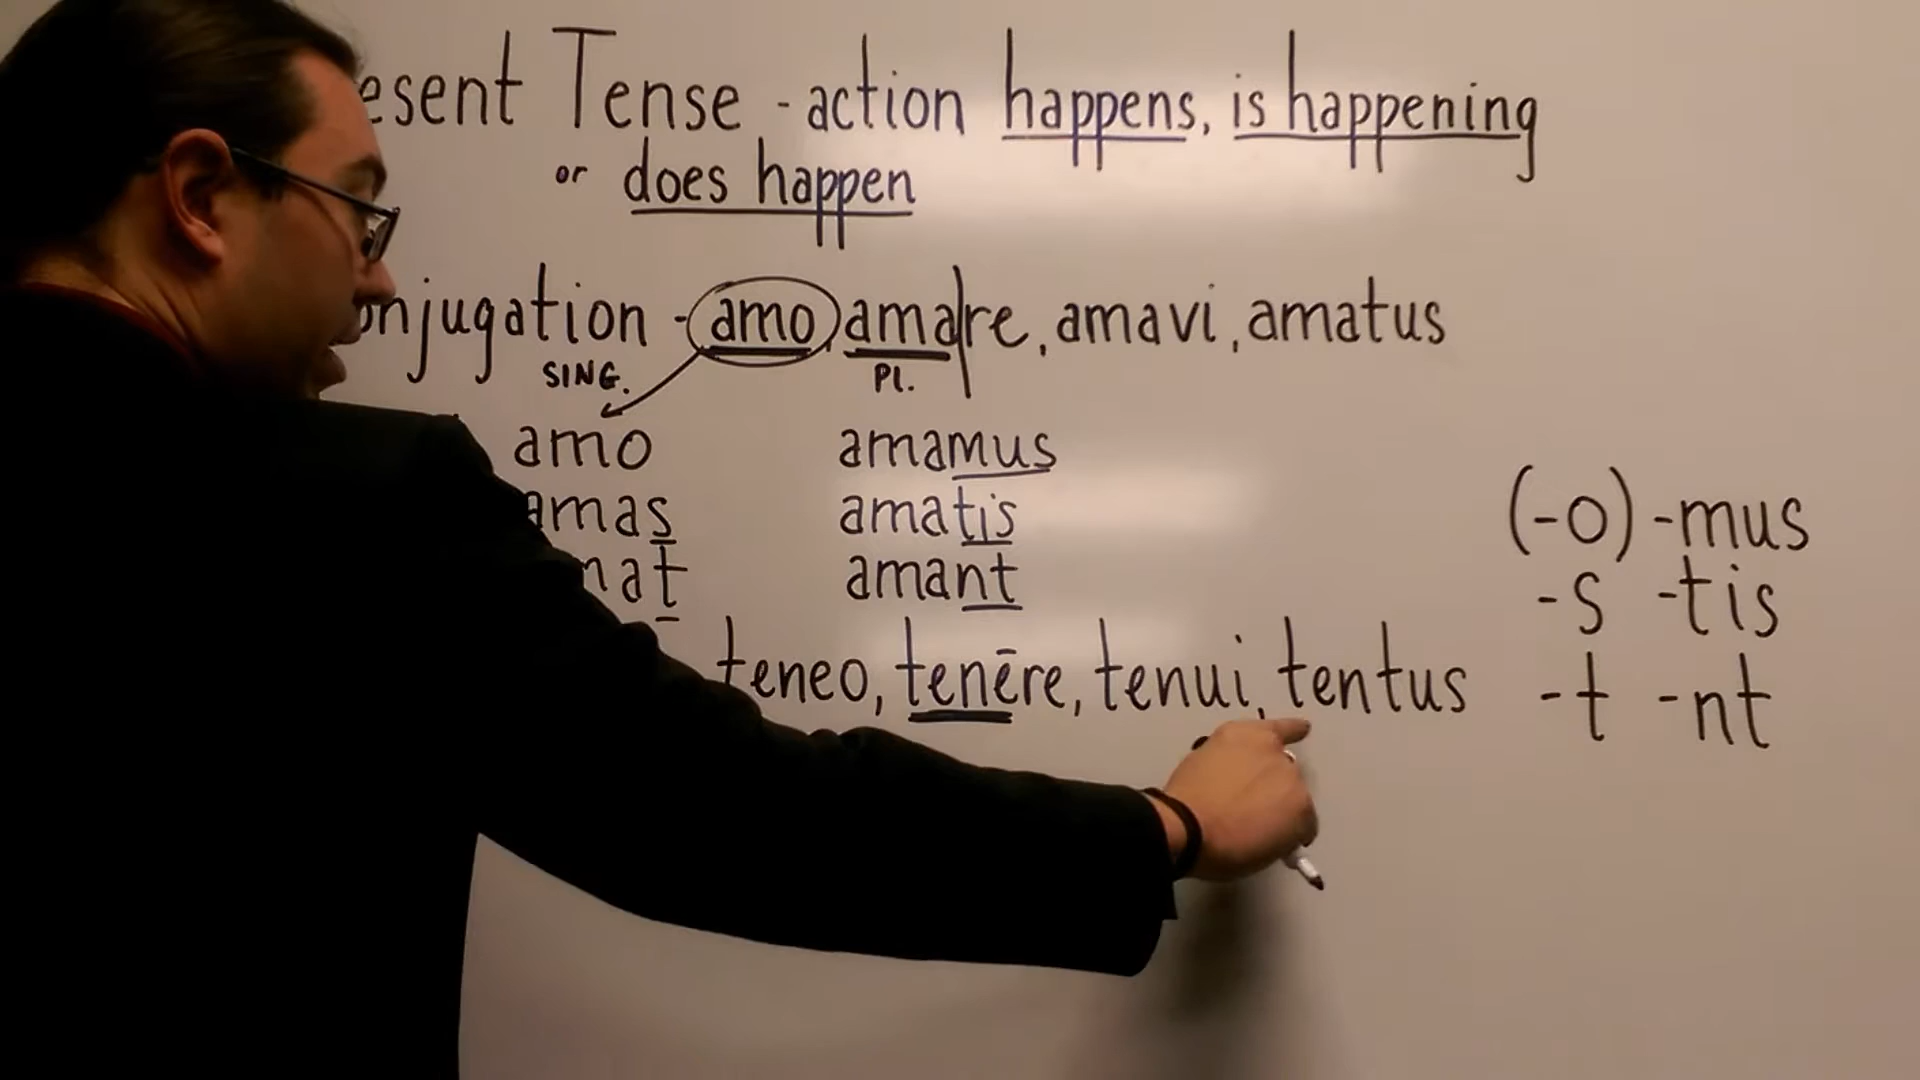 esent Tense - action happens, is happening
or does happen
onjugation - amo, amare, amavi, amatus
SING. Pl.
amo amamus
amas amatis
at amant
teneo, tenēre, tenui, tentus
(-o) -mus
-s -tis
-t -nt